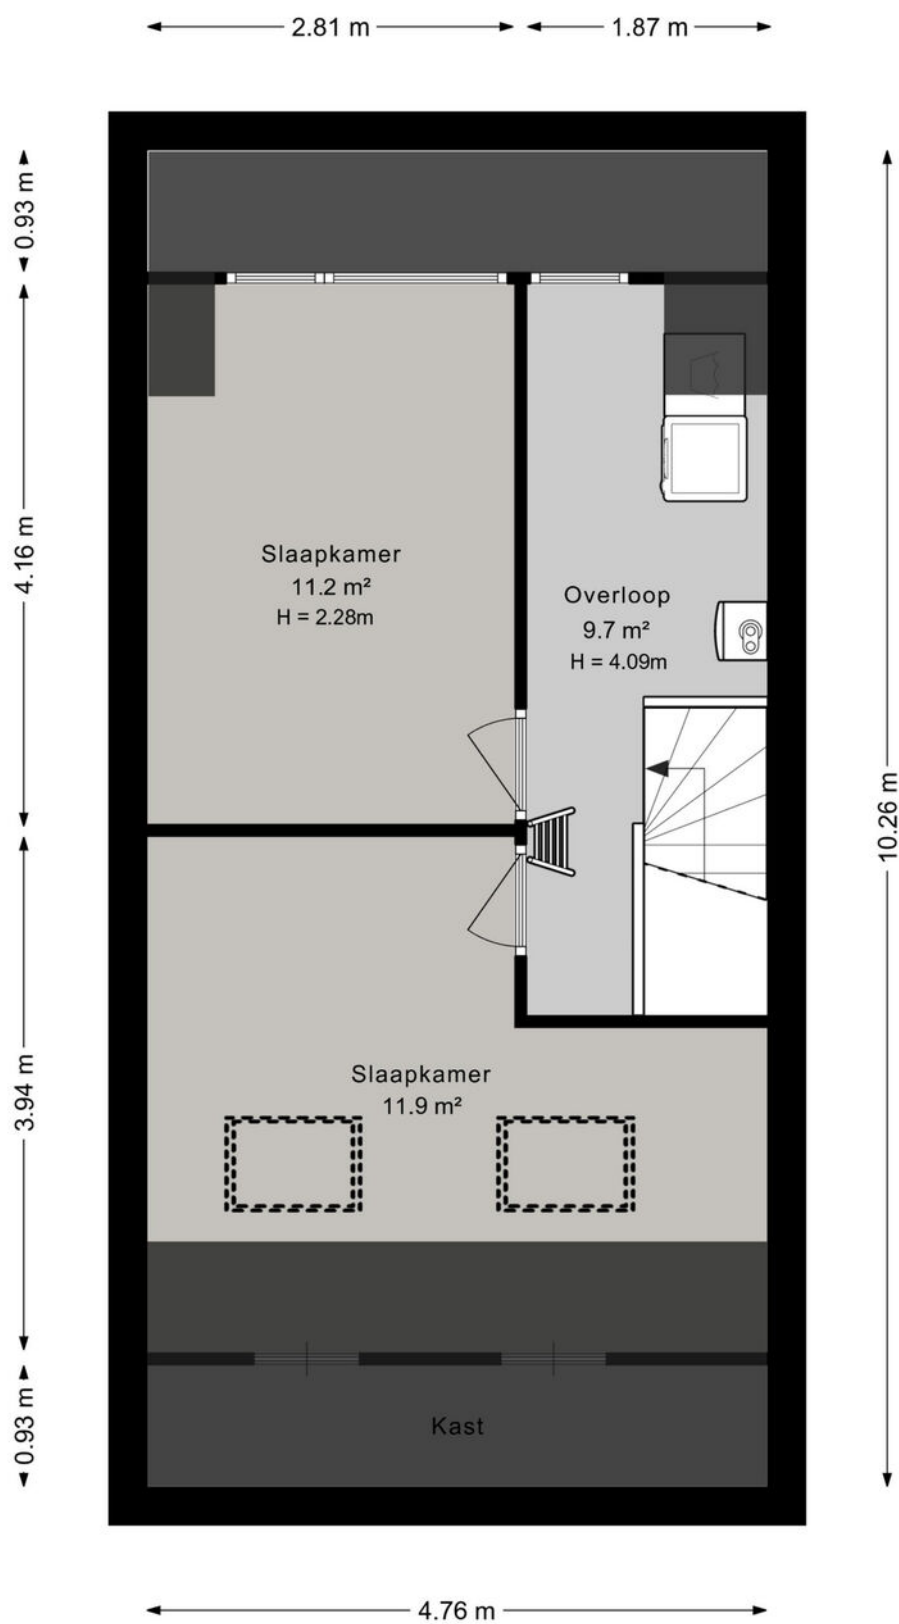 2.81 m
1.87 m
0.93 m
4.16 m
Slaapkamer
11.2 m²
H = 2.28m
Overloop
9.7 m²
H = 4.09m
10.26 m
3.94 m
Slaapkamer
11.9 m²
0.93 m
Kast
4.76 m